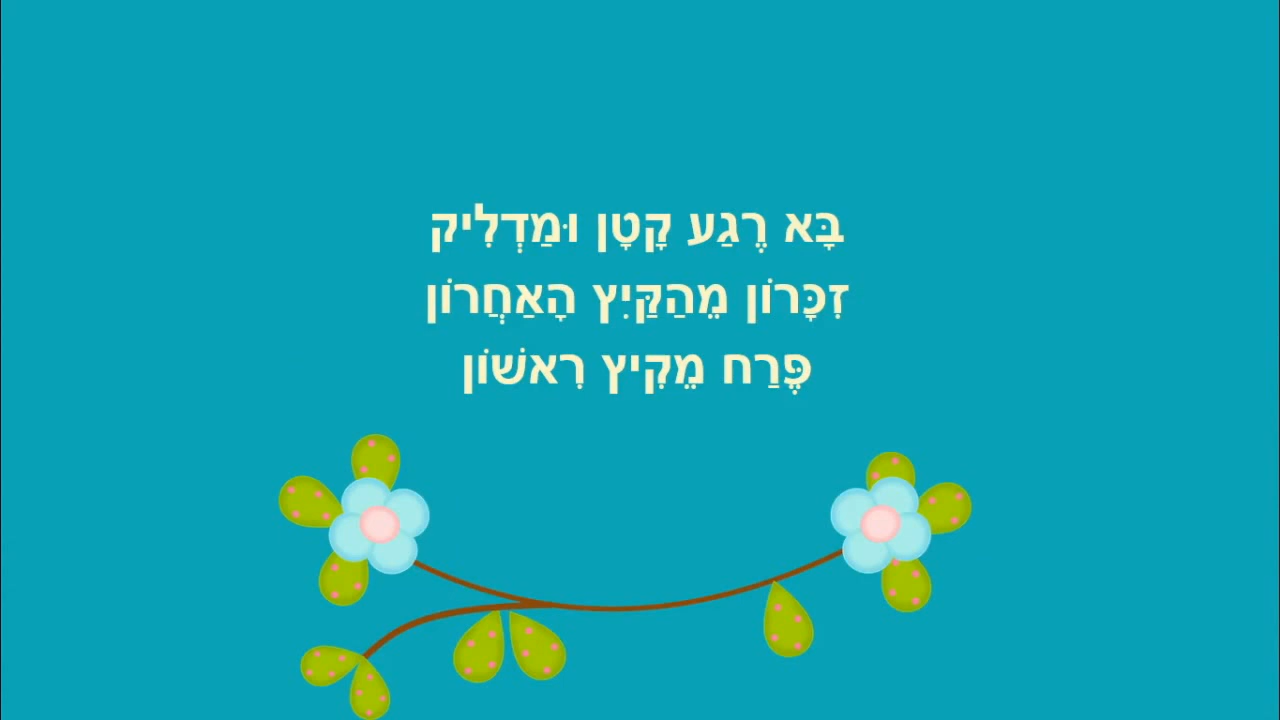 בָּא רֶגַע קָטָן וּמַדְלִיק
זִכָּרוֹן מֵהַקַּיִץ הָאַחֲרוֹן
פֶּרַח מֵקִיץ רִאשׁוֹן